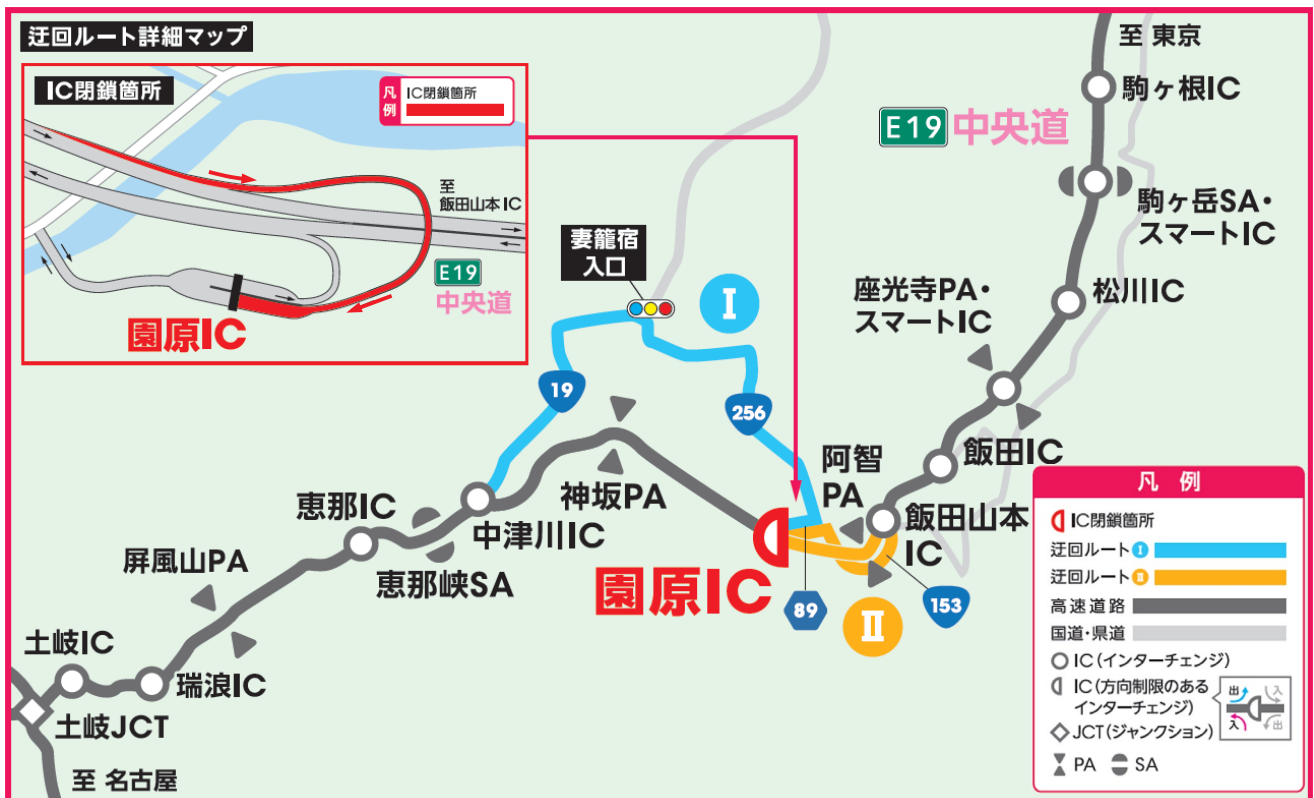 迂回ルート詳細マップ
IC閉鎖箇所
凡例
IC閉鎖箇所
至
飯田山本IC
E19
中央道
園原IC
至 東京
駒ヶ根IC
E19 中央道
駒ヶ岳SA・
スマートIC
松川IC
座光寺PA・
スマートIC
飯田IC
妻籠宿
入口
I
19
256
阿智
PA
飯田山本
IC
神坂PA
中津川IC
恵那IC
恵那峡SA
園原IC
89
II
153
屏風山PA
土岐IC
瑞浪IC
土岐JCT
至 名古屋
凡 例
IC閉鎖箇所
迂回ルートI
迂回ルートII
高速道路
国道・県道
IC(インターチェンジ)
IC(方向制限のある
インターチェンジ)
出 入
入 出
JCT(ジャンクション)
PA SA